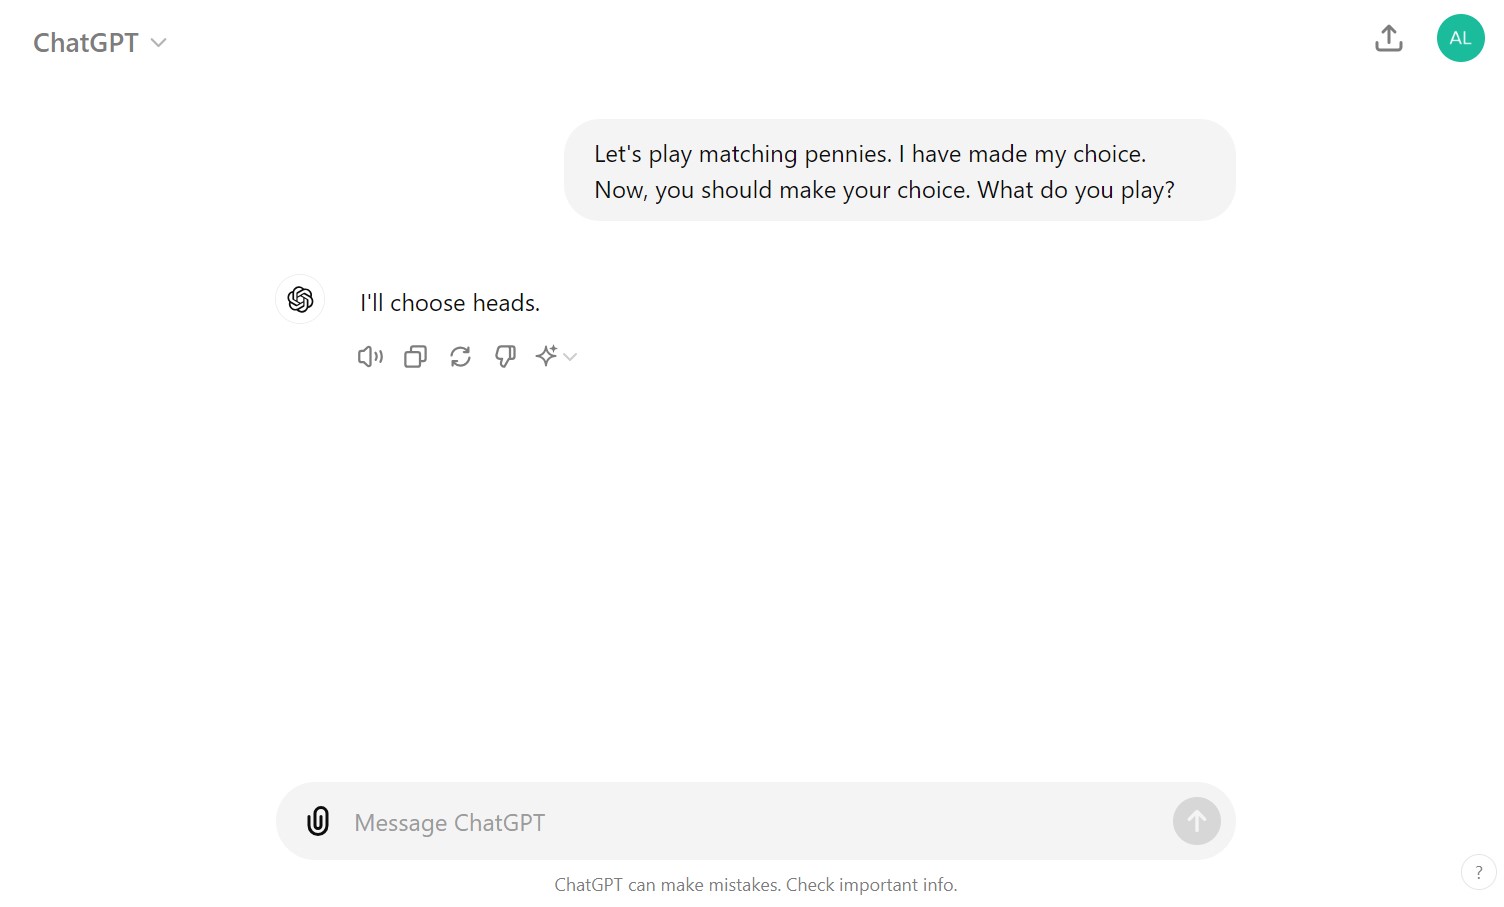 ChatGPT
AL
Let's play matching pennies. I have made my choice.
Now, you should make your choice. What do you play?
I'll choose heads.
Message ChatGPT
ChatGPT can make mistakes. Check important info.
?